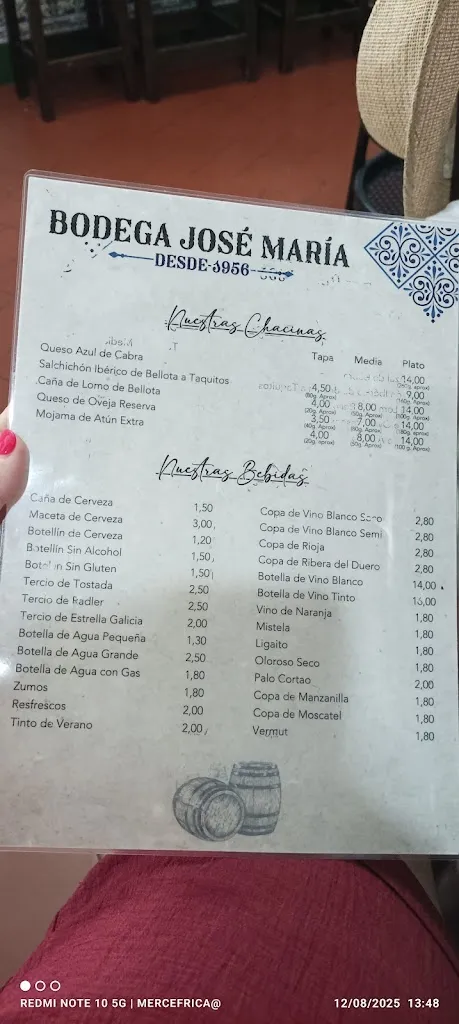 BODEGA JOSÉ MARÍA
DESDE 1956
Nuestras Chacinas
Tapa Media Plato
Queso Azul de Cabra 14,00
Salchichón Ibérico de Bellota a Taquitos 4,50 9,00
Caña de Lomo de Bellota 4,00 8,00 14,00
Queso de Oveja Reserva 3,50 7,00 14,00
Mojama de Atún Extra 4,00 8,00 14,00
Nuestras Bebidas
Caña de Cerveza 1,50
Maceta de Cerveza 3,00
Botellín de Cerveza 1,20
Botellín Sin Alcohol 1,50
Botellín Sin Gluten 1,50
Tercio de Tostada 2,50
Tercio de Radler 2,50
Tercio de Estrella Galicia 2,00
Botella de Agua Pequeña 1,30
Botella de Agua Grande 2,50
Botella de Agua con Gas 1,80
Zumos 1,80
Resfrescos 2,00
Tinto de Verano 2,00
Copa de Vino Blanco Seco 2,80
Copa de Vino Blanco Semi 2,80
Copa de Rioja 2,80
Copa de Ribera del Duero 2,80
Botella de Vino Blanco 14,00
Botella de Vino Tinto 16,00
Vino de Naranja 1,80
Mistela 1,80
Ligaito 1,80
Oloroso Seco 1,80
Palo Cortao 2,00
Copa de Manzanilla 1,80
Copa de Moscatel 1,80
Vermut 1,80
REDMI NOTE 10 5G | MERCEFRICA@
12/08/2025 13:48